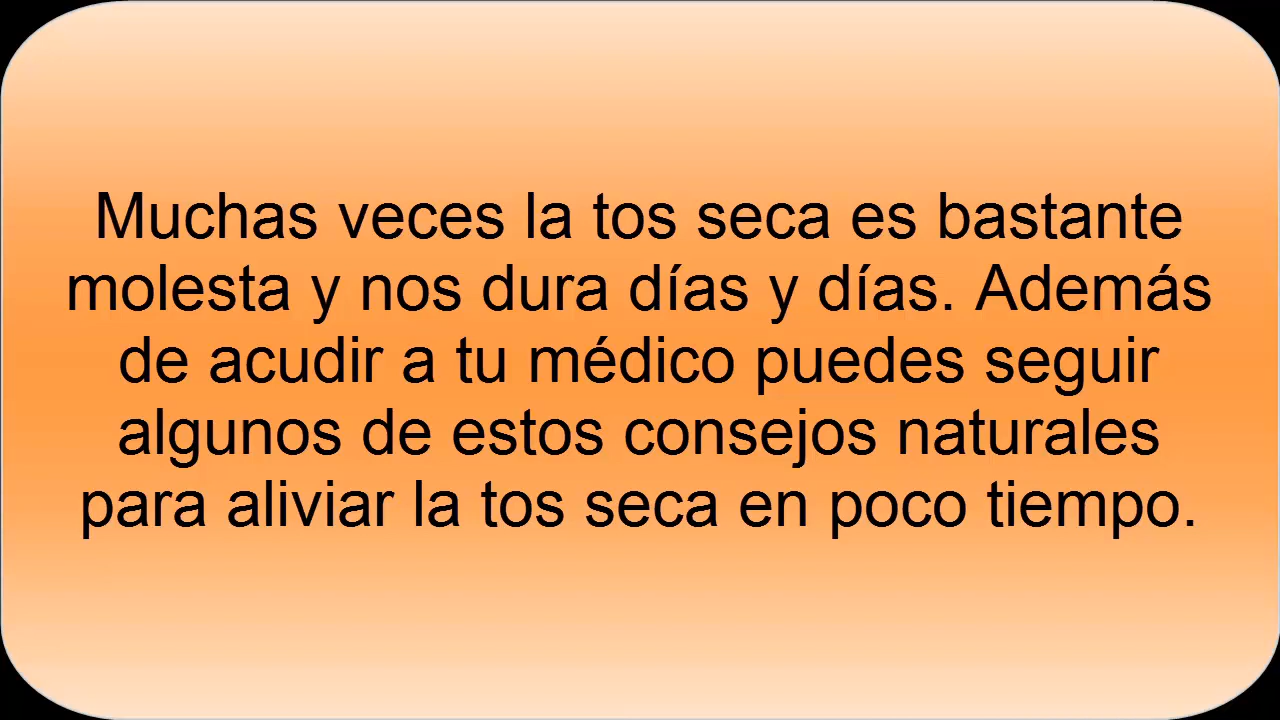 Muchas veces la tos seca es bastante
molesta y nos dura días y días. Además
de acudir a tu médico puedes seguir
algunos de estos consejos naturales
para aliviar la tos seca en poco tiempo.